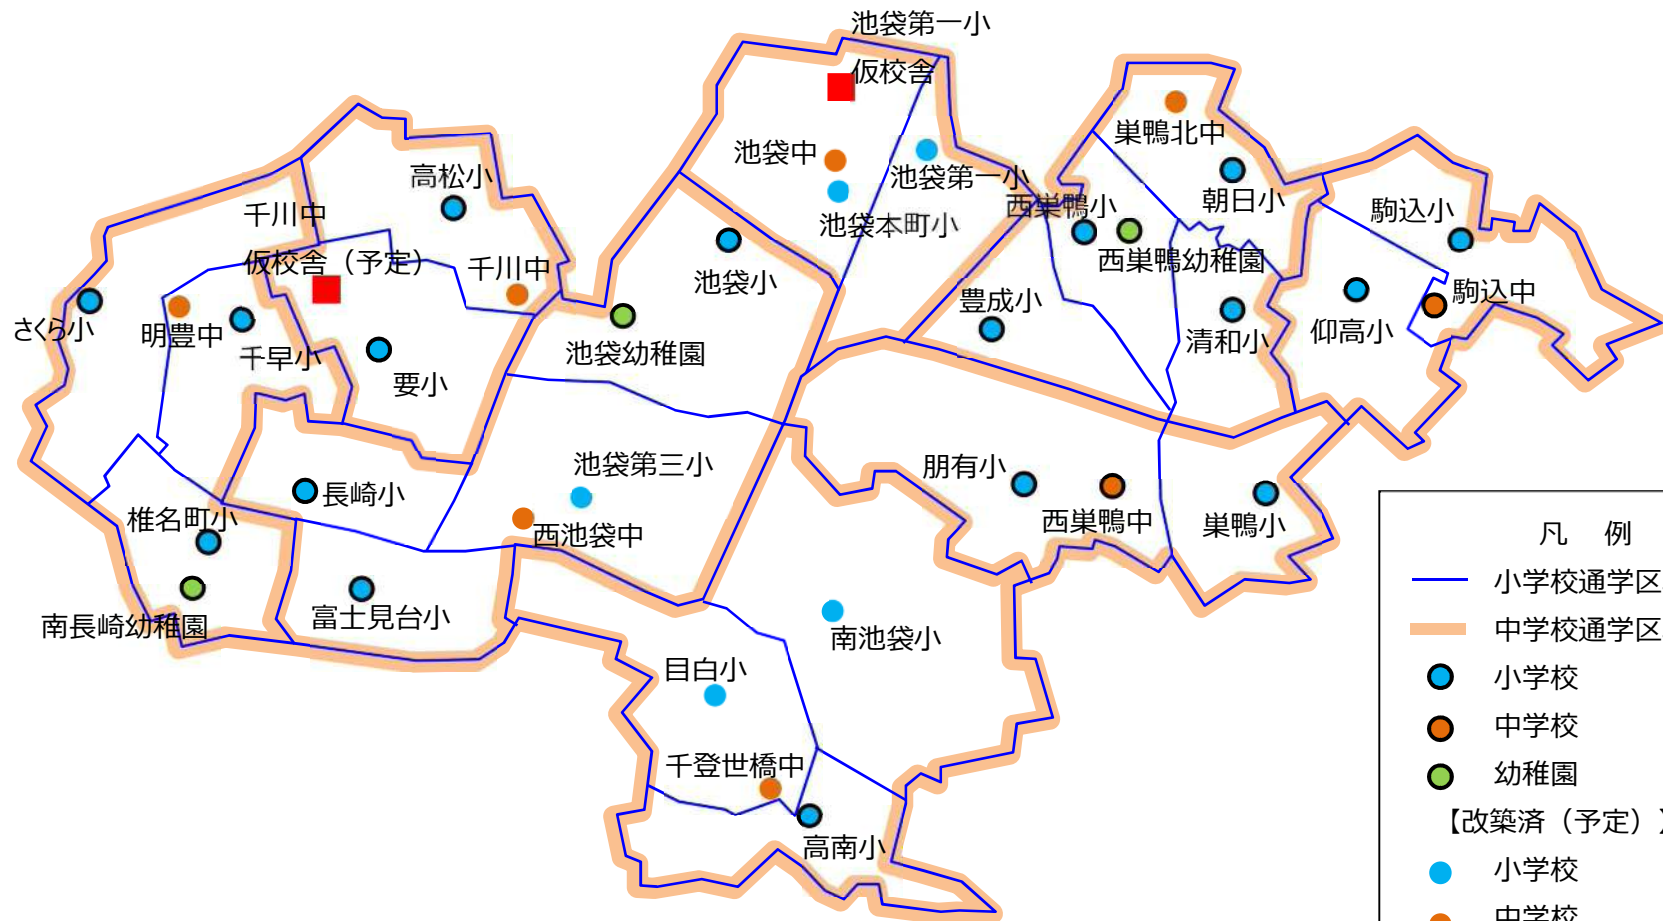 池袋第一小
仮校舎
巣鴨北中
池袋中
池袋第一小
高松小
朝日小
西巣鴨小
駒込小
千川中
池袋本町小
仮校舎（予定）
千川中
西巣鴨幼稚園
池袋小
駒込中
豊成小
さくら小
明豊中
仰高小
清和小
千早小
池袋幼稚園
要小
池袋第三小
朋有小
長崎小
椎名町小
西巣鴨中
巣鴨小
西池袋中
富士見台小
南長崎幼稚園
南池袋小
目白小
千登世橋中
高南小
凡　例
小学校通学区
中学校通学区
小学校
中学校
幼稚園
【改築済（予定）】
小学校
中学校